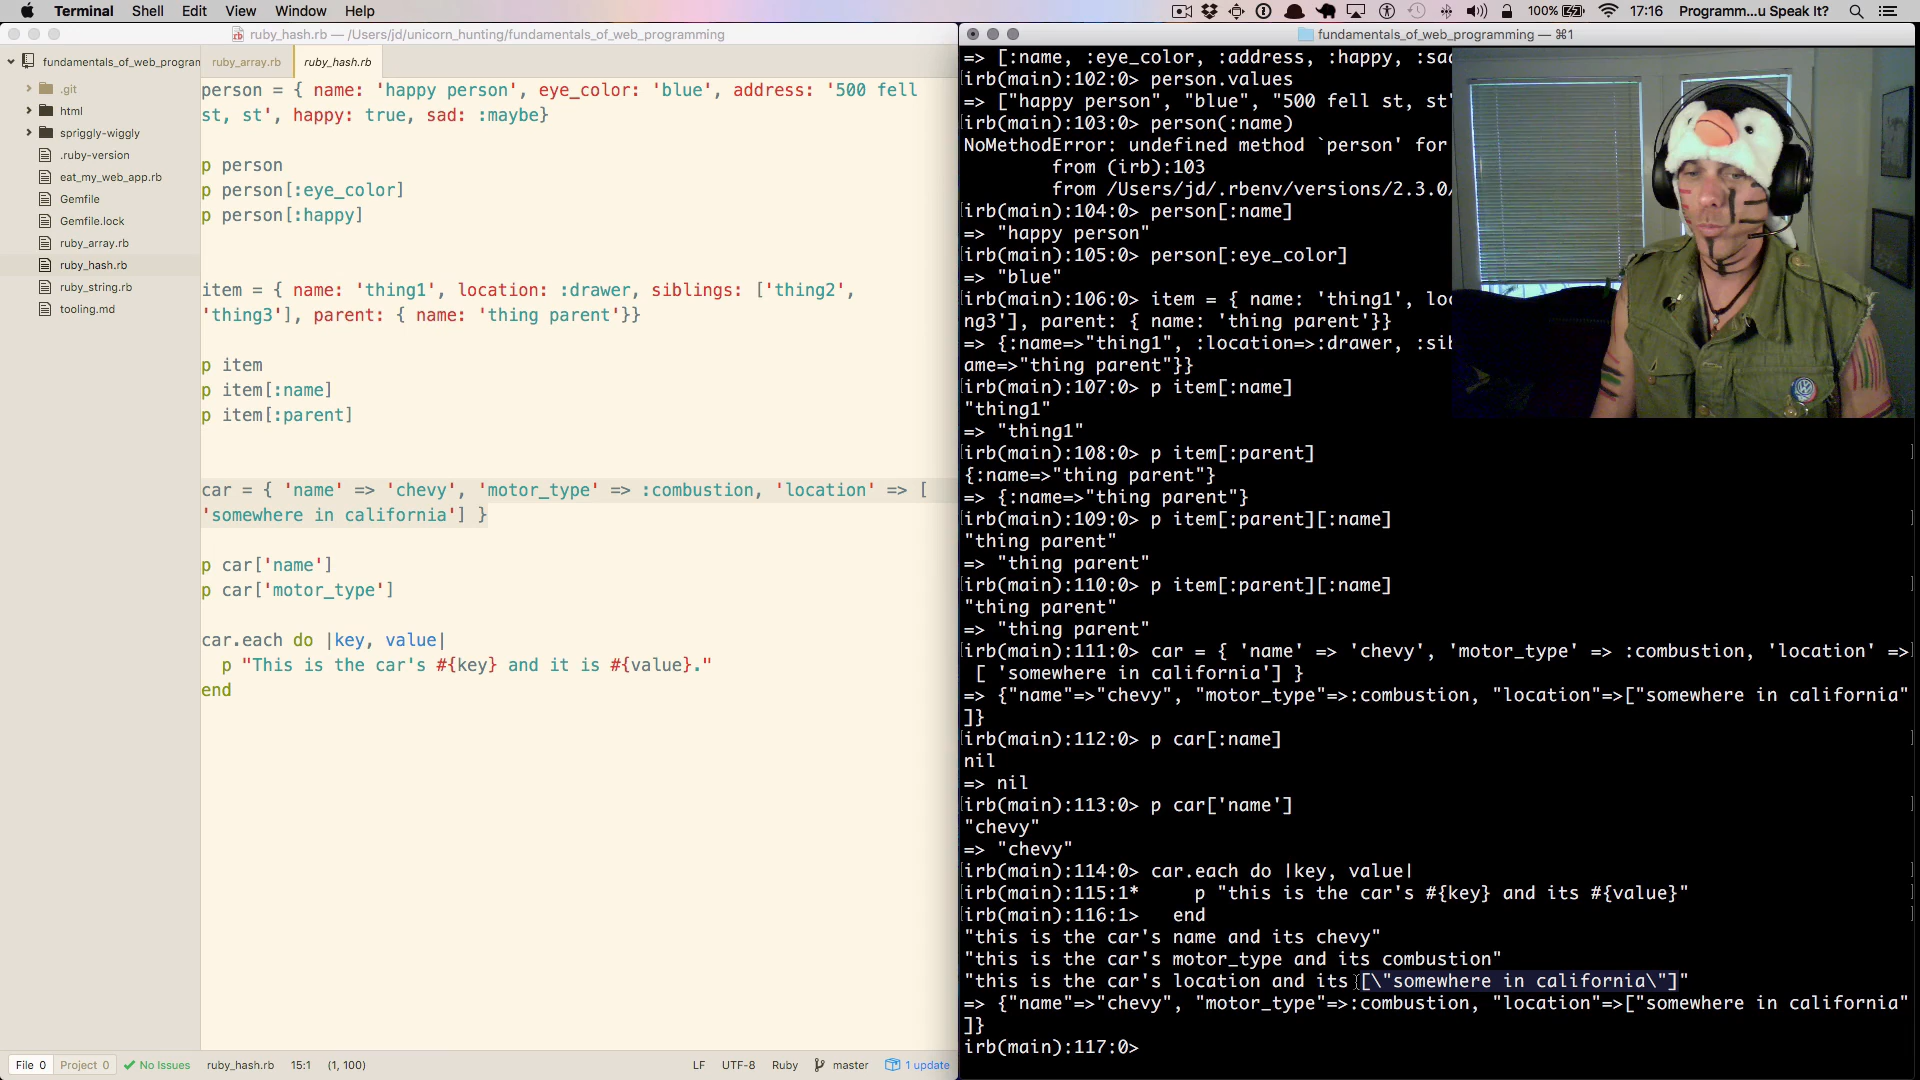 Terminal Shell Edit View Window Help 100% 17:16 Programm...u Speak It?
ruby_hash.rb — /Users/jd/unicorn_hunting/fundamentals_of_web_programming
fundamentals_of_web_program
ruby_array.rb
ruby_hash.rb
.git
html
spriggly-wiggly
.ruby-version
eat_my_web_app.rb
Gemfile
Gemfile.lock
ruby_array.rb
ruby_hash.rb
ruby_string.rb
tooling.md
person = { name: 'happy person', eye_color: 'blue', address: '500 fell
st, st', happy: true, sad: :maybe}
p person
p person[:eye_color]
p person[:happy]
item = { name: 'thing1', location: :drawer, siblings: ['thing2',
'thing3'], parent: { name: 'thing parent'}}
p item
p item[:name]
p item[:parent]
car = { 'name' => 'chevy', 'motor_type' => :combustion, 'location' => [
'somewhere in california'] }
p car['name']
p car['motor_type']
car.each do |key, value|
p "This is the car's #{key} and it is #{value}."
end
File 0 Project 0 No Issues ruby_hash.rb 15:1 (1, 100) LF UTF-8 Ruby master 1 update
fundamentals_of_web_programming — ⌘1
=> [:name, :eye_color, :address, :happy, :sa
irb(main):102:0> person.values
=> ["happy person", "blue", "500 fell st, st"
irb(main):103:0> person(:name)
NoMethodError: undefined method `person' for
from (irb):103
from /Users/jd/.rbenv/versions/2.3.0/
irb(main):104:0> person[:name]
=> "happy person"
irb(main):105:0> person[:eye_color]
=> "blue"
irb(main):106:0> item = { name: 'thing1', loc
ng3'], parent: { name: 'thing parent'}}
=> {:name=>"thing1", :location=>:drawer, :sib
ame=>"thing parent"}}
irb(main):107:0> p item[:name]
"thing1"
=> "thing1"
irb(main):108:0> p item[:parent]
{:name=>"thing parent"}
=> {:name=>"thing parent"}
irb(main):109:0> p item[:parent][:name]
"thing parent"
=> "thing parent"
irb(main):110:0> p item[:parent][:name]
"thing parent"
=> "thing parent"
irb(main):111:0> car = { 'name' => 'chevy', 'motor_type' => :combustion, 'location' =>
[ 'somewhere in california'] }
=> {"name"=>"chevy", "motor_type"=>:combustion, "location"=>["somewhere in california"
]}
irb(main):112:0> p car[:name]
nil
=> nil
irb(main):113:0> p car['name']
"chevy"
=> "chevy"
irb(main):114:0> car.each do |key, value|
irb(main):115:1* p "this is the car's #{key} and its #{value}"
irb(main):116:1> end
"this is the car's name and its chevy"
"this is the car's motor_type and its combustion"
"this is the car's location and its [\"somewhere in california\"]"
=> {"name"=>"chevy", "motor_type"=>:combustion, "location"=>["somewhere in california"
]}
irb(main):117:0>